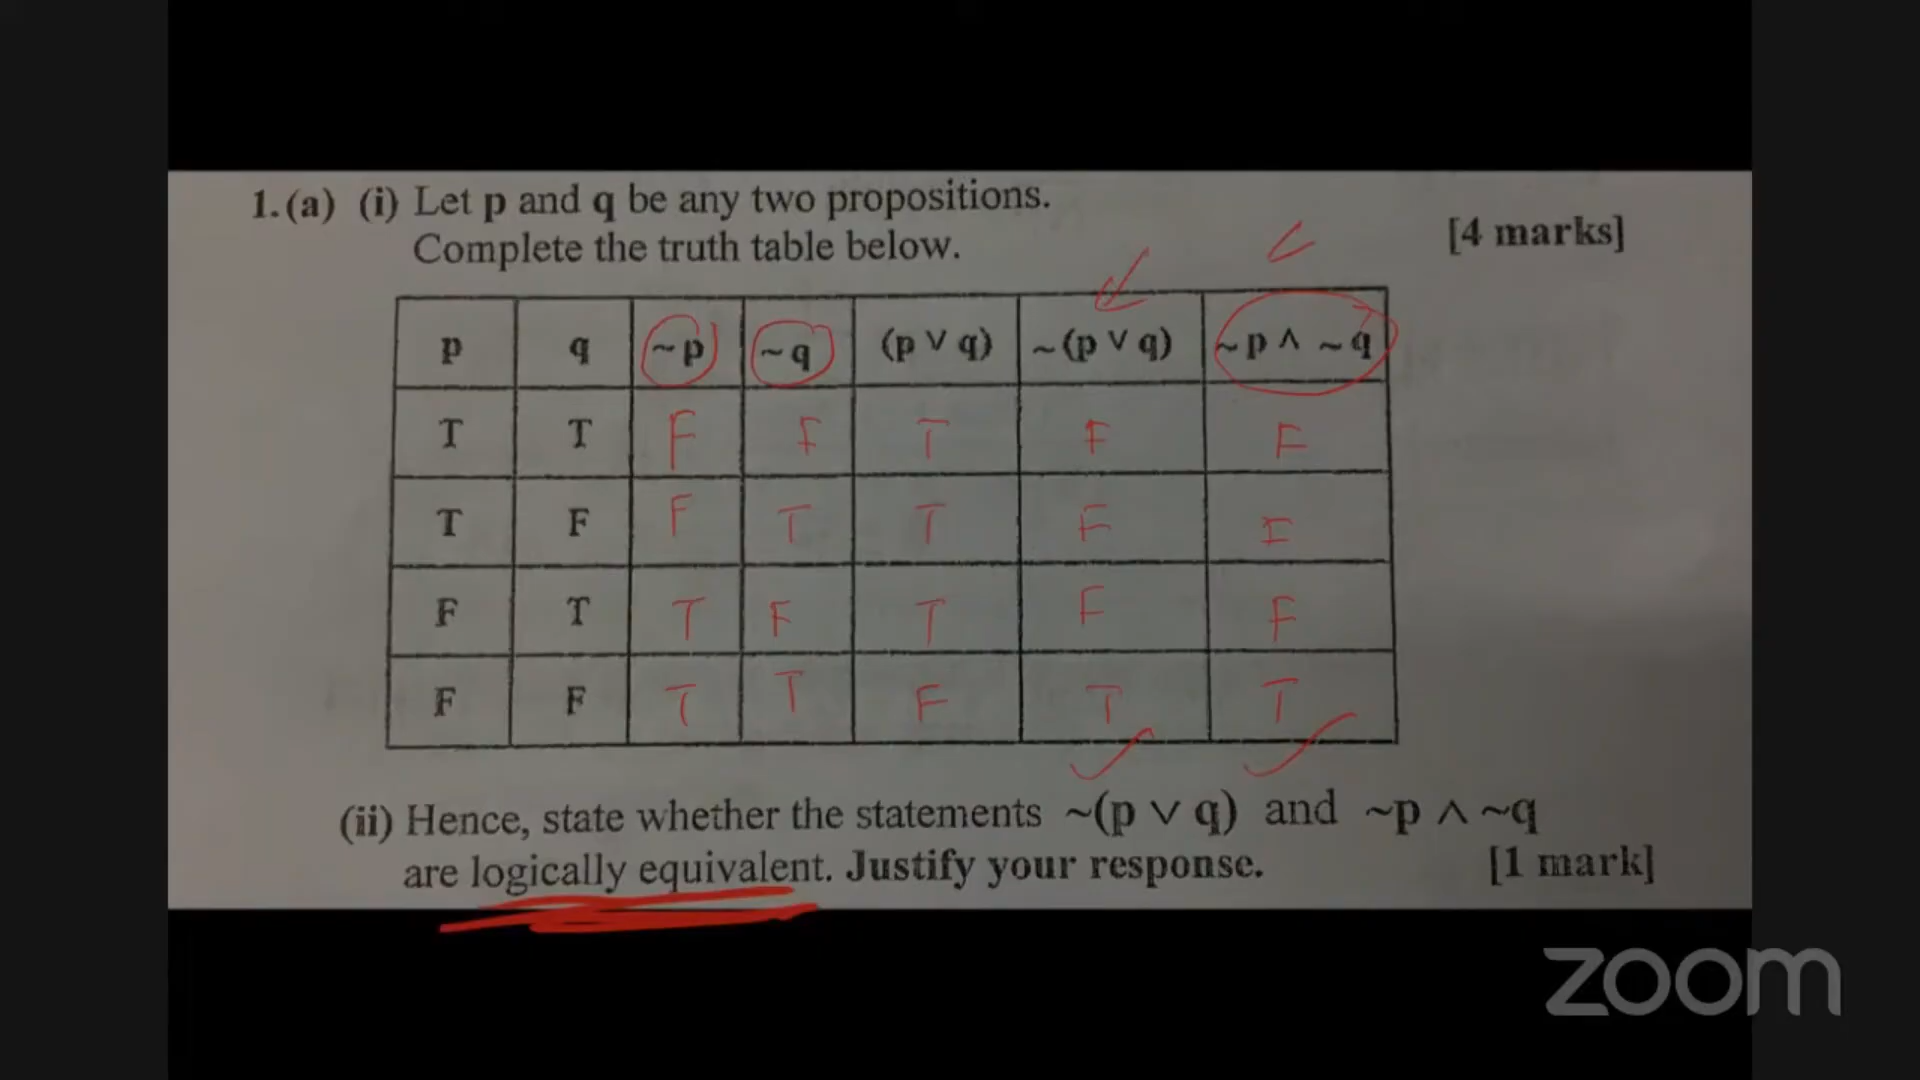 1.(a) (i) Let p and q be any two propositions.
Complete the truth table below.
[4 marks]
p q ~p ~q (p ∨ q) ~(p ∨ q) ~p ∧ ~q
T T F F T F F
T F F T T F F
F T T F T F F
F F T T F T T
(ii) Hence, state whether the statements ~(p ∨ q) and ~p ∧ ~q
are logically equivalent. Justify your response. [1 mark]
zoom